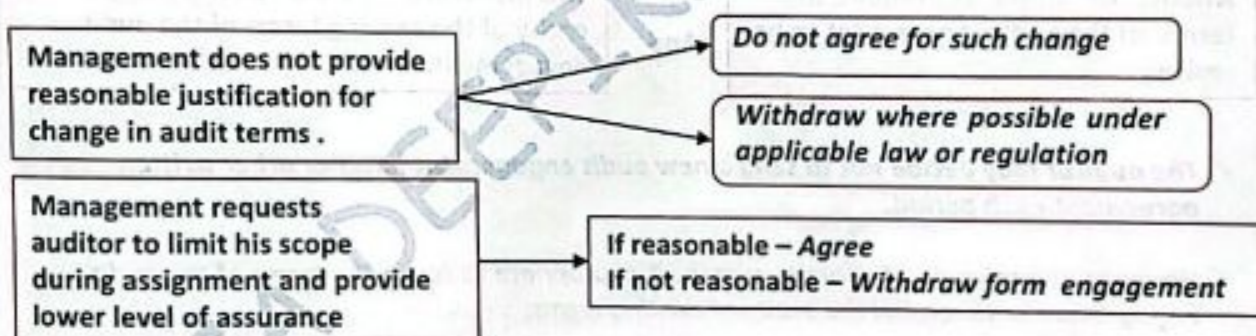 Management does not provide
reasonable justification for
change in audit terms .
Do not agree for such change
Withdraw where possible under
applicable law or regulation
Management requests
auditor to limit his scope
during assignment and provide
lower level of assurance
If reasonable – Agree
If not reasonable – Withdraw form engagement